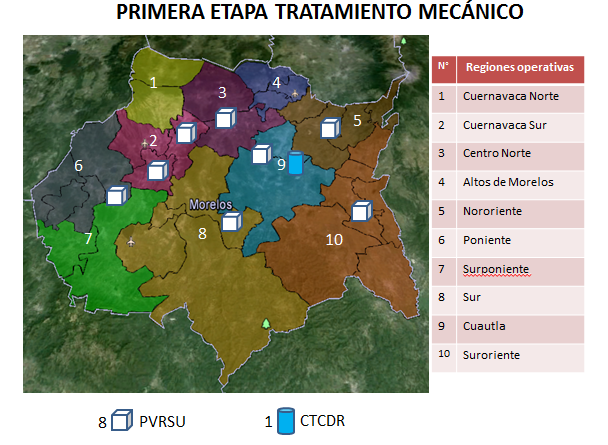 PRIMERA ETAPA TRATAMIENTO MECÁNICO
1
3
4
2
5
6
9
Morelos
7
8
10
N° Regiones operativas
1 Cuernavaca Norte
2 Cuernavaca Sur
3 Centro Norte
4 Altos de Morelos
5 Nororiente
6 Poniente
7 Surponiente
8 Sur
9 Cuautla
10 Suroriente
8 PVRSU
1 CTCDR